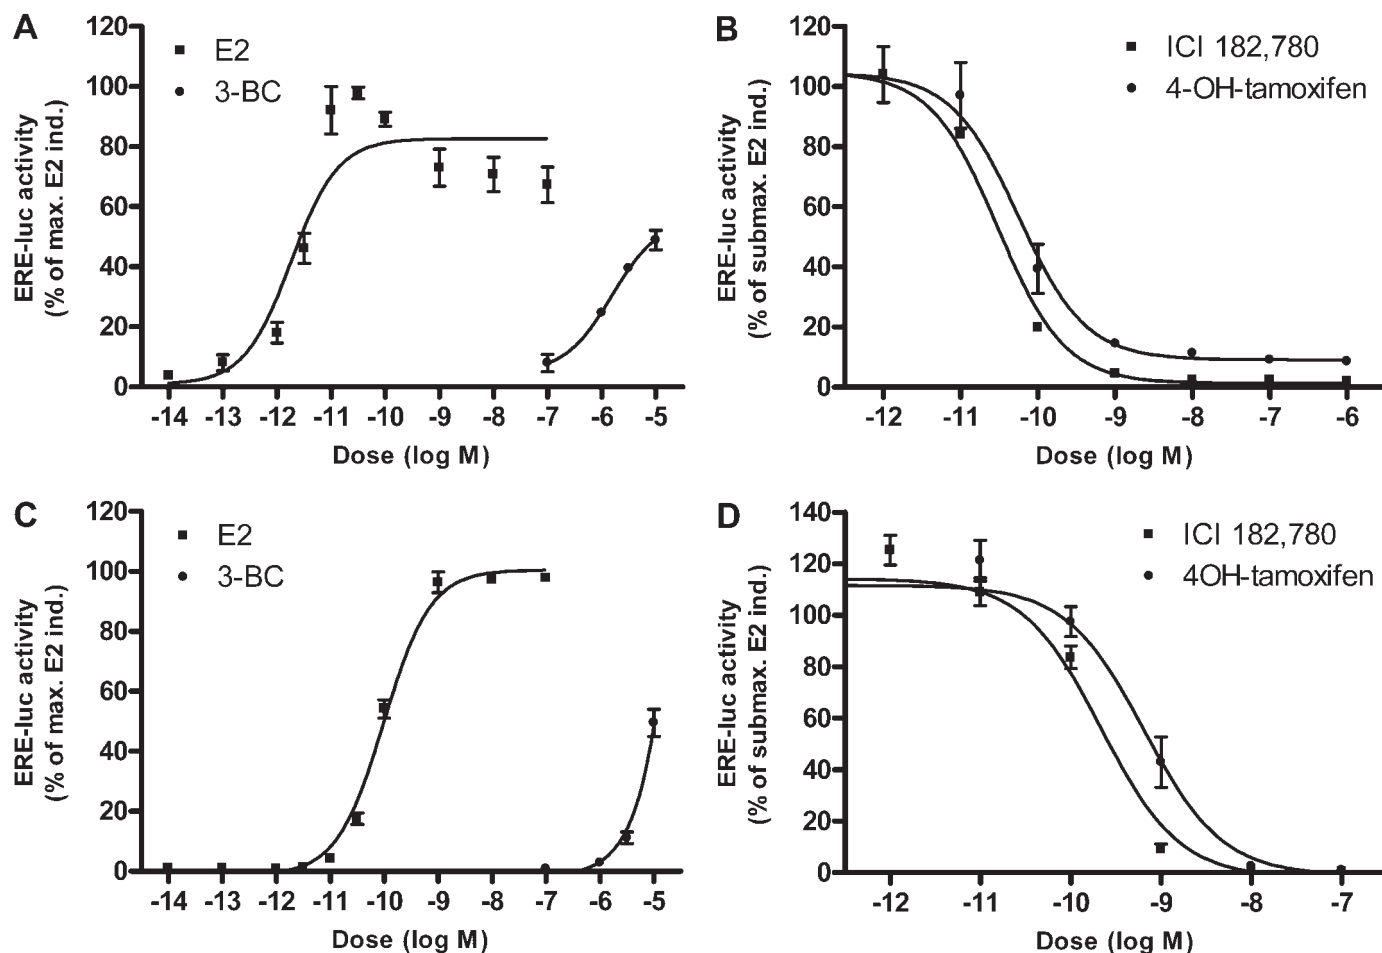 A
E2
3-BC
ERE-luc activity
(% of max. E2 ind.)
120
100
80
60
40
20
0
-14 -13 -12 -11 -10 -9 -8 -7 -6 -5
Dose (log M)
B
ICI 182,780
4-OH-tamoxifen
ERE-luc activity
(% of submax. E2 ind.)
120
100
80
60
40
20
0
-12 -11 -10 -9 -8 -7 -6
Dose (log M)
C
E2
3-BC
ERE-luc activity
(% of max. E2 ind.)
120
100
80
60
40
20
0
-14 -13 -12 -11 -10 -9 -8 -7 -6 -5
Dose (log M)
D
ICI 182,780
4OH-tamoxifen
ERE-luc activity
(% of submax. E2 ind.)
140
120
100
80
60
40
20
0
-12 -11 -10 -9 -8 -7
Dose (log M)